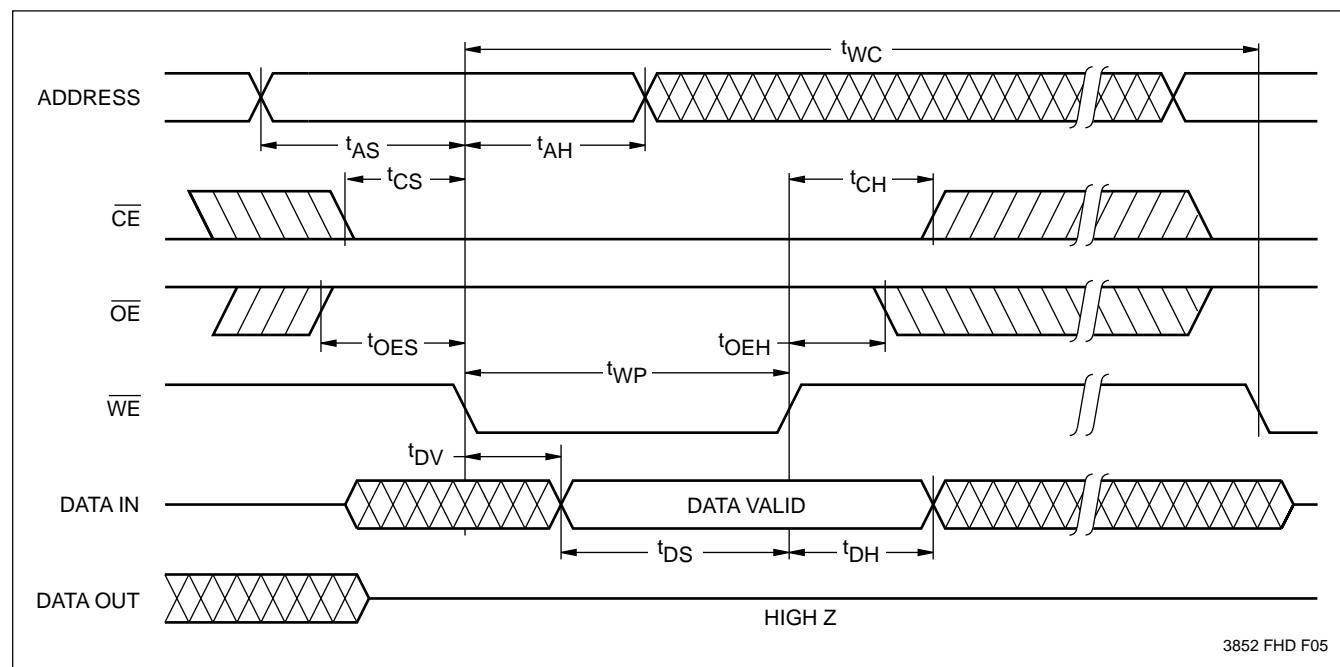 tWC
ADDRESS
tAS
tAH
tCS
tCH
CE
OE
tOES
tOEH
tWP
WE
tDV
DATA IN
DATA VALID
tDS
tDH
DATA OUT
HIGH Z
3852 FHD F05